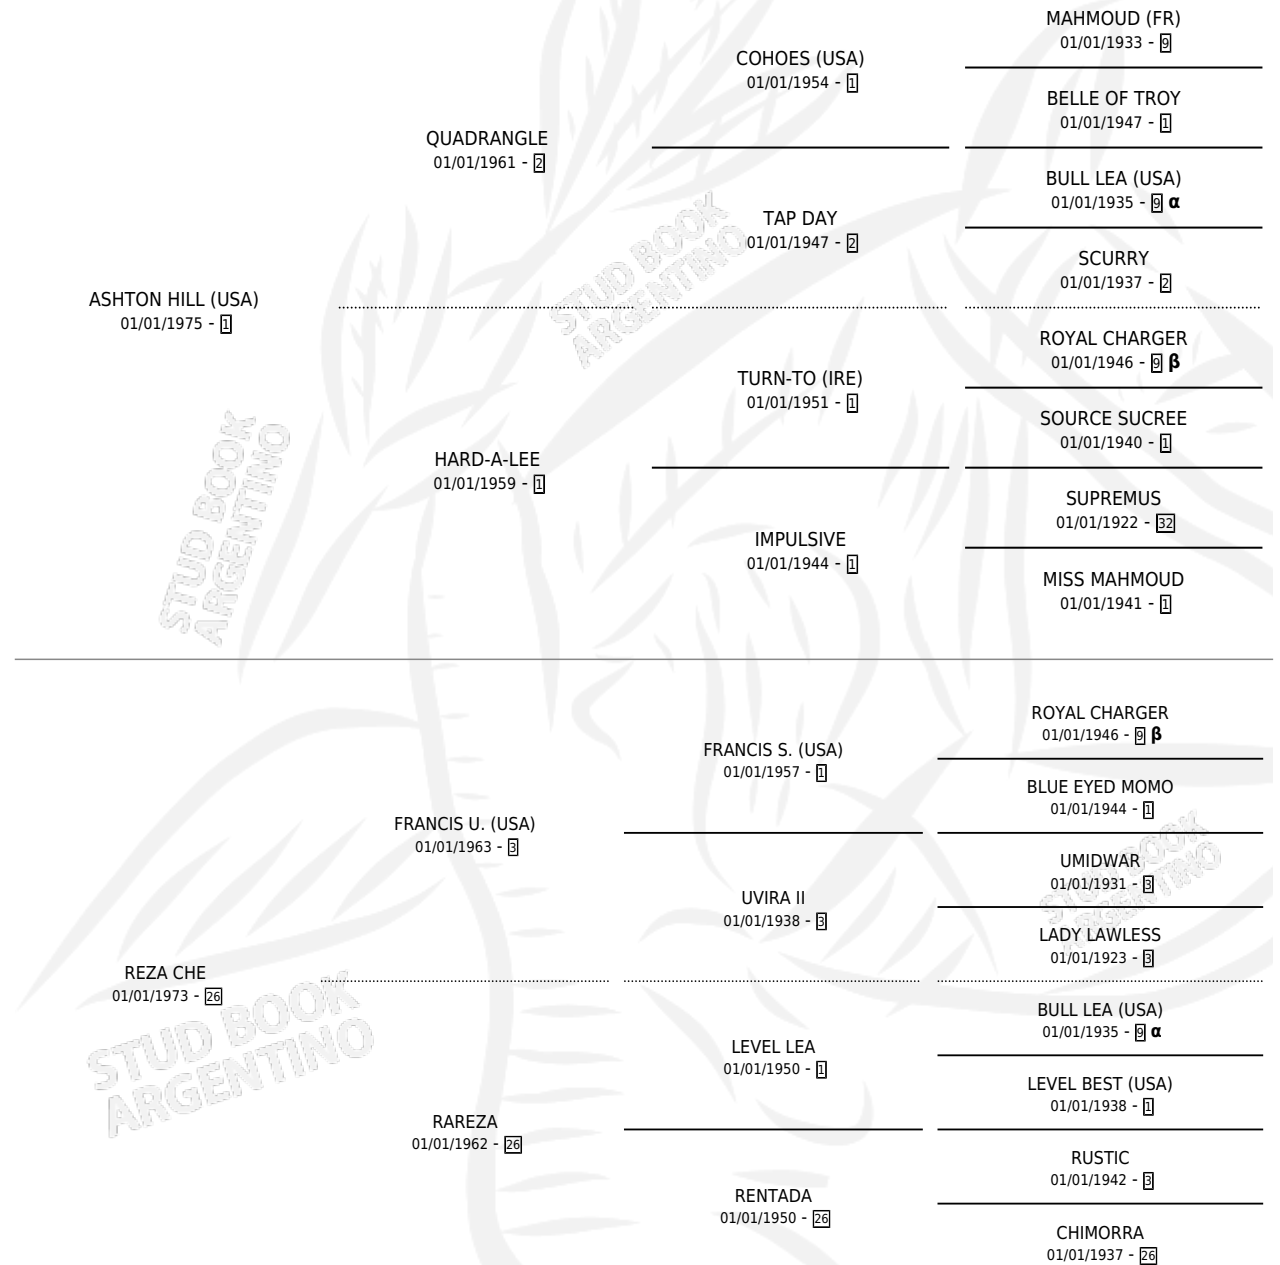 MAHMOUD (FR)
01/01/1933 - 9
COHOES (USA)
01/01/1954 - 1
BELLE OF TROY
01/01/1947 - 1
QUADRANGLE
01/01/1961 - 2
BULL LEA (USA)
01/01/1935 - 9 α
TAP DAY
01/01/1947 - 2
SCURRY
01/01/1937 - 2
ASHTON HILL (USA)
01/01/1975 - 1
ROYAL CHARGER
01/01/1946 - 9 β
TURN-TO (IRE)
01/01/1951 - 1
SOURCE SUCREE
01/01/1940 - 1
HARD-A-LEE
01/01/1959 - 1
SUPREMUS
01/01/1922 - 32
IMPULSIVE
01/01/1944 - 1
MISS MAHMOUD
01/01/1941 - 1
ROYAL CHARGER
01/01/1946 - 9 β
FRANCIS S. (USA)
01/01/1957 - 1
BLUE EYED MOMO
01/01/1944 - 1
FRANCIS U. (USA)
01/01/1963 - 3
UMIDWAR
01/01/1931 - 3
UVIRA II
01/01/1938 - 3
LADY LAWLESS
01/01/1923 - 3
REZA CHE
01/01/1973 - 26
BULL LEA (USA)
01/01/1935 - 9 α
LEVEL LEA
01/01/1950 - 1
LEVEL BEST (USA)
01/01/1938 - 1
RAREZA
01/01/1962 - 26
RUSTIC
01/01/1942 - 3
RENTADA
01/01/1950 - 26
CHIMORRA
01/01/1937 - 26
STUD BOOK
ARGENTINO
STUD BOOK
ARGENTINO
STUD BOOK
ARGENTINO
STUD BOOK
ARGENTINO